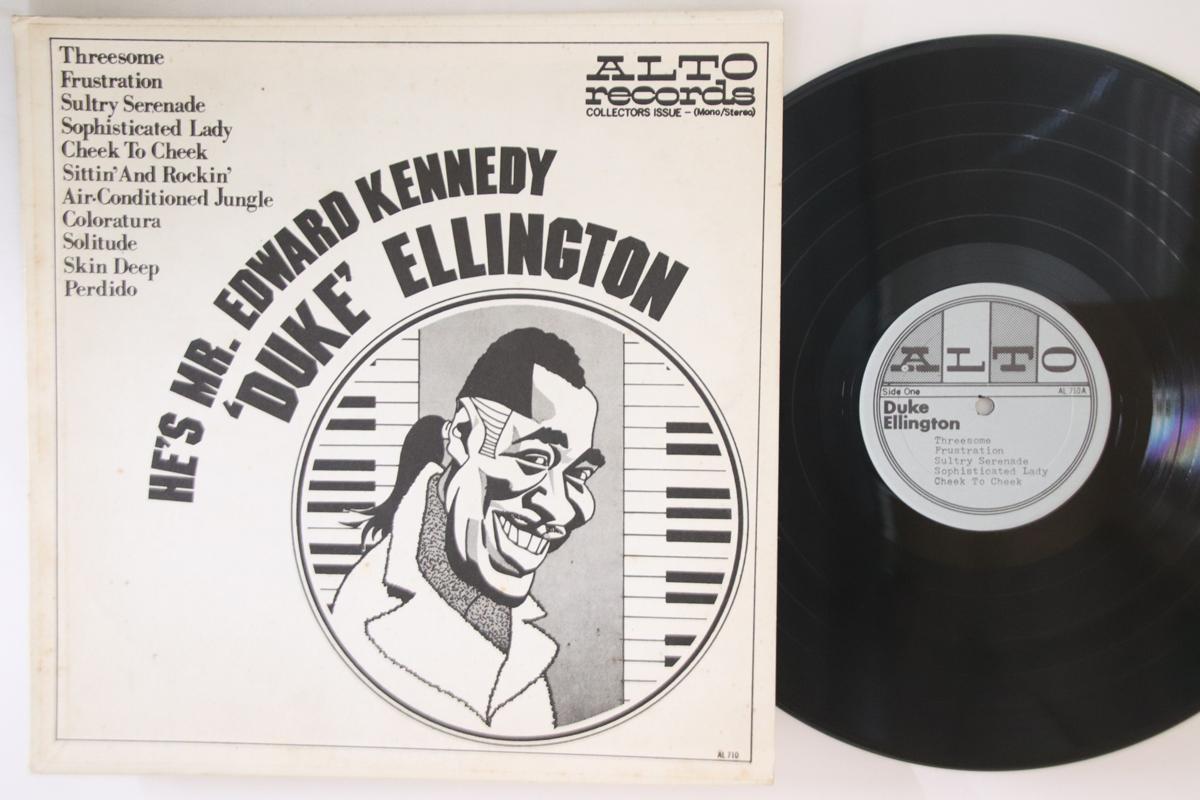 Threesome
Frustration
Sultry Serenade
Sophisticated Lady
Cheek To Cheek
Sittin' And Rockin'
Air-Conditioned Jungle
Coloratura
Solitude
Skin Deep
Perdido
ALTO
records
COLLECTORS ISSUE - (Mono/Stereo)
HE'S MR. EDWARD KENNEDY
'DUKE' ELLINGTON
AL 710
ALTO
Side One AL 710A
Duke
Ellington
Threesome
Frustration
Sultry Serenade
Sophisticated Lady
Cheek To Cheek